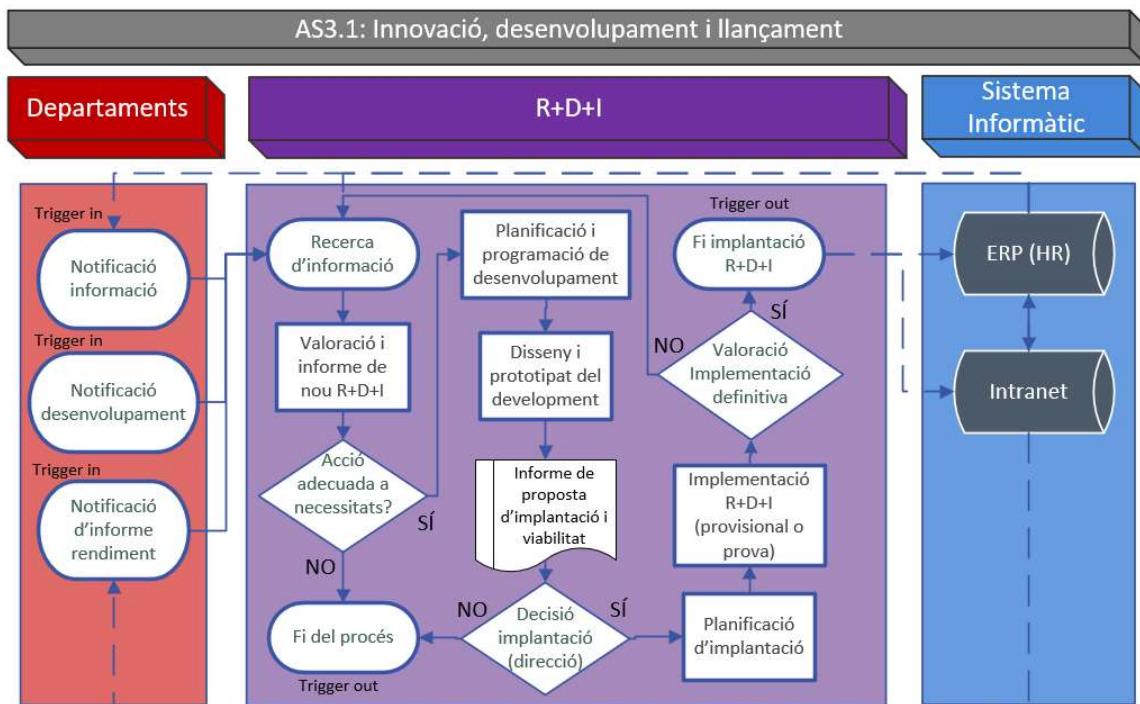 AS3.1: Innovació, desenvolupament i llançament
Departaments
R+D+I
Sistema
Informàtic
Trigger in
Notificació
informació
Trigger in
Notificació
desenvolupament
Trigger in
Notificació
d'informe
rendiment
Recerca
d'informació
Valoració i
informe de
nou R+D+I
Acció
adecuada a
necessitats?
SÍ
NO
Fi del procés
Trigger out
Planificació i
programació de
desenvolupament
Disseny i
prototipat del
development
Informe de
proposta
d'implantació i
viabilitat
NO
Decisió
implantació
(direcció)
SÍ
Trigger out
Fi implantació
R+D+I
SÍ
NO
Valoració
Implementació
definitiva
Implementació
R+D+I
(provisional o
prova)
Planificació
d'implantació
ERP (HR)
Intranet